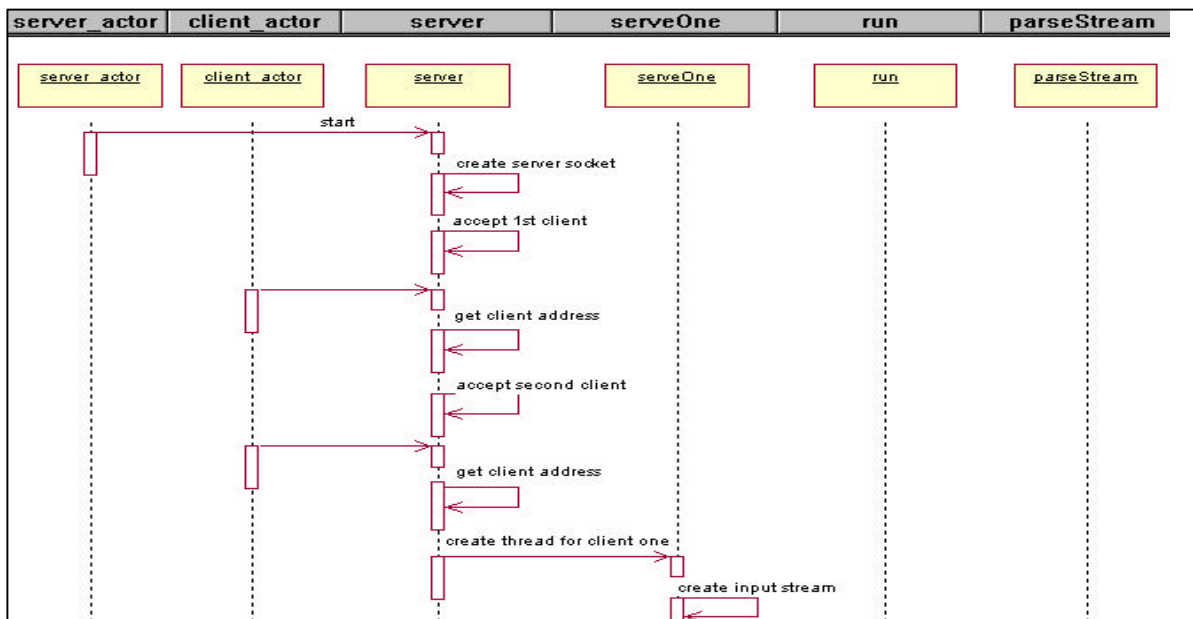 server_actor client_actor server serveOne run parseStream
server_actor client_actor server serveOne run parseStream
start
create server socket
accept 1st client
get client address
accept second client
get client address
create thread for client one
create input stream